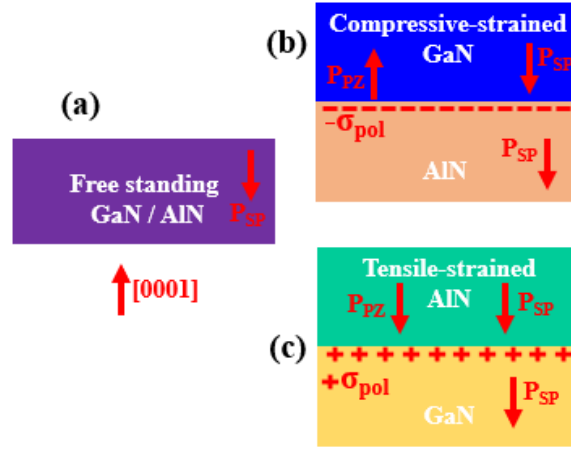 (a)
Free standing
GaN / AlN
P_SP
[0001]
(b)
Compressive-strained
GaN
P_PZ
P_SP
-σ_pol
P_SP
AlN
(c)
Tensile-strained
AlN
P_PZ
P_SP
+ + + + + + + + + +
+σ_pol
P_SP
GaN